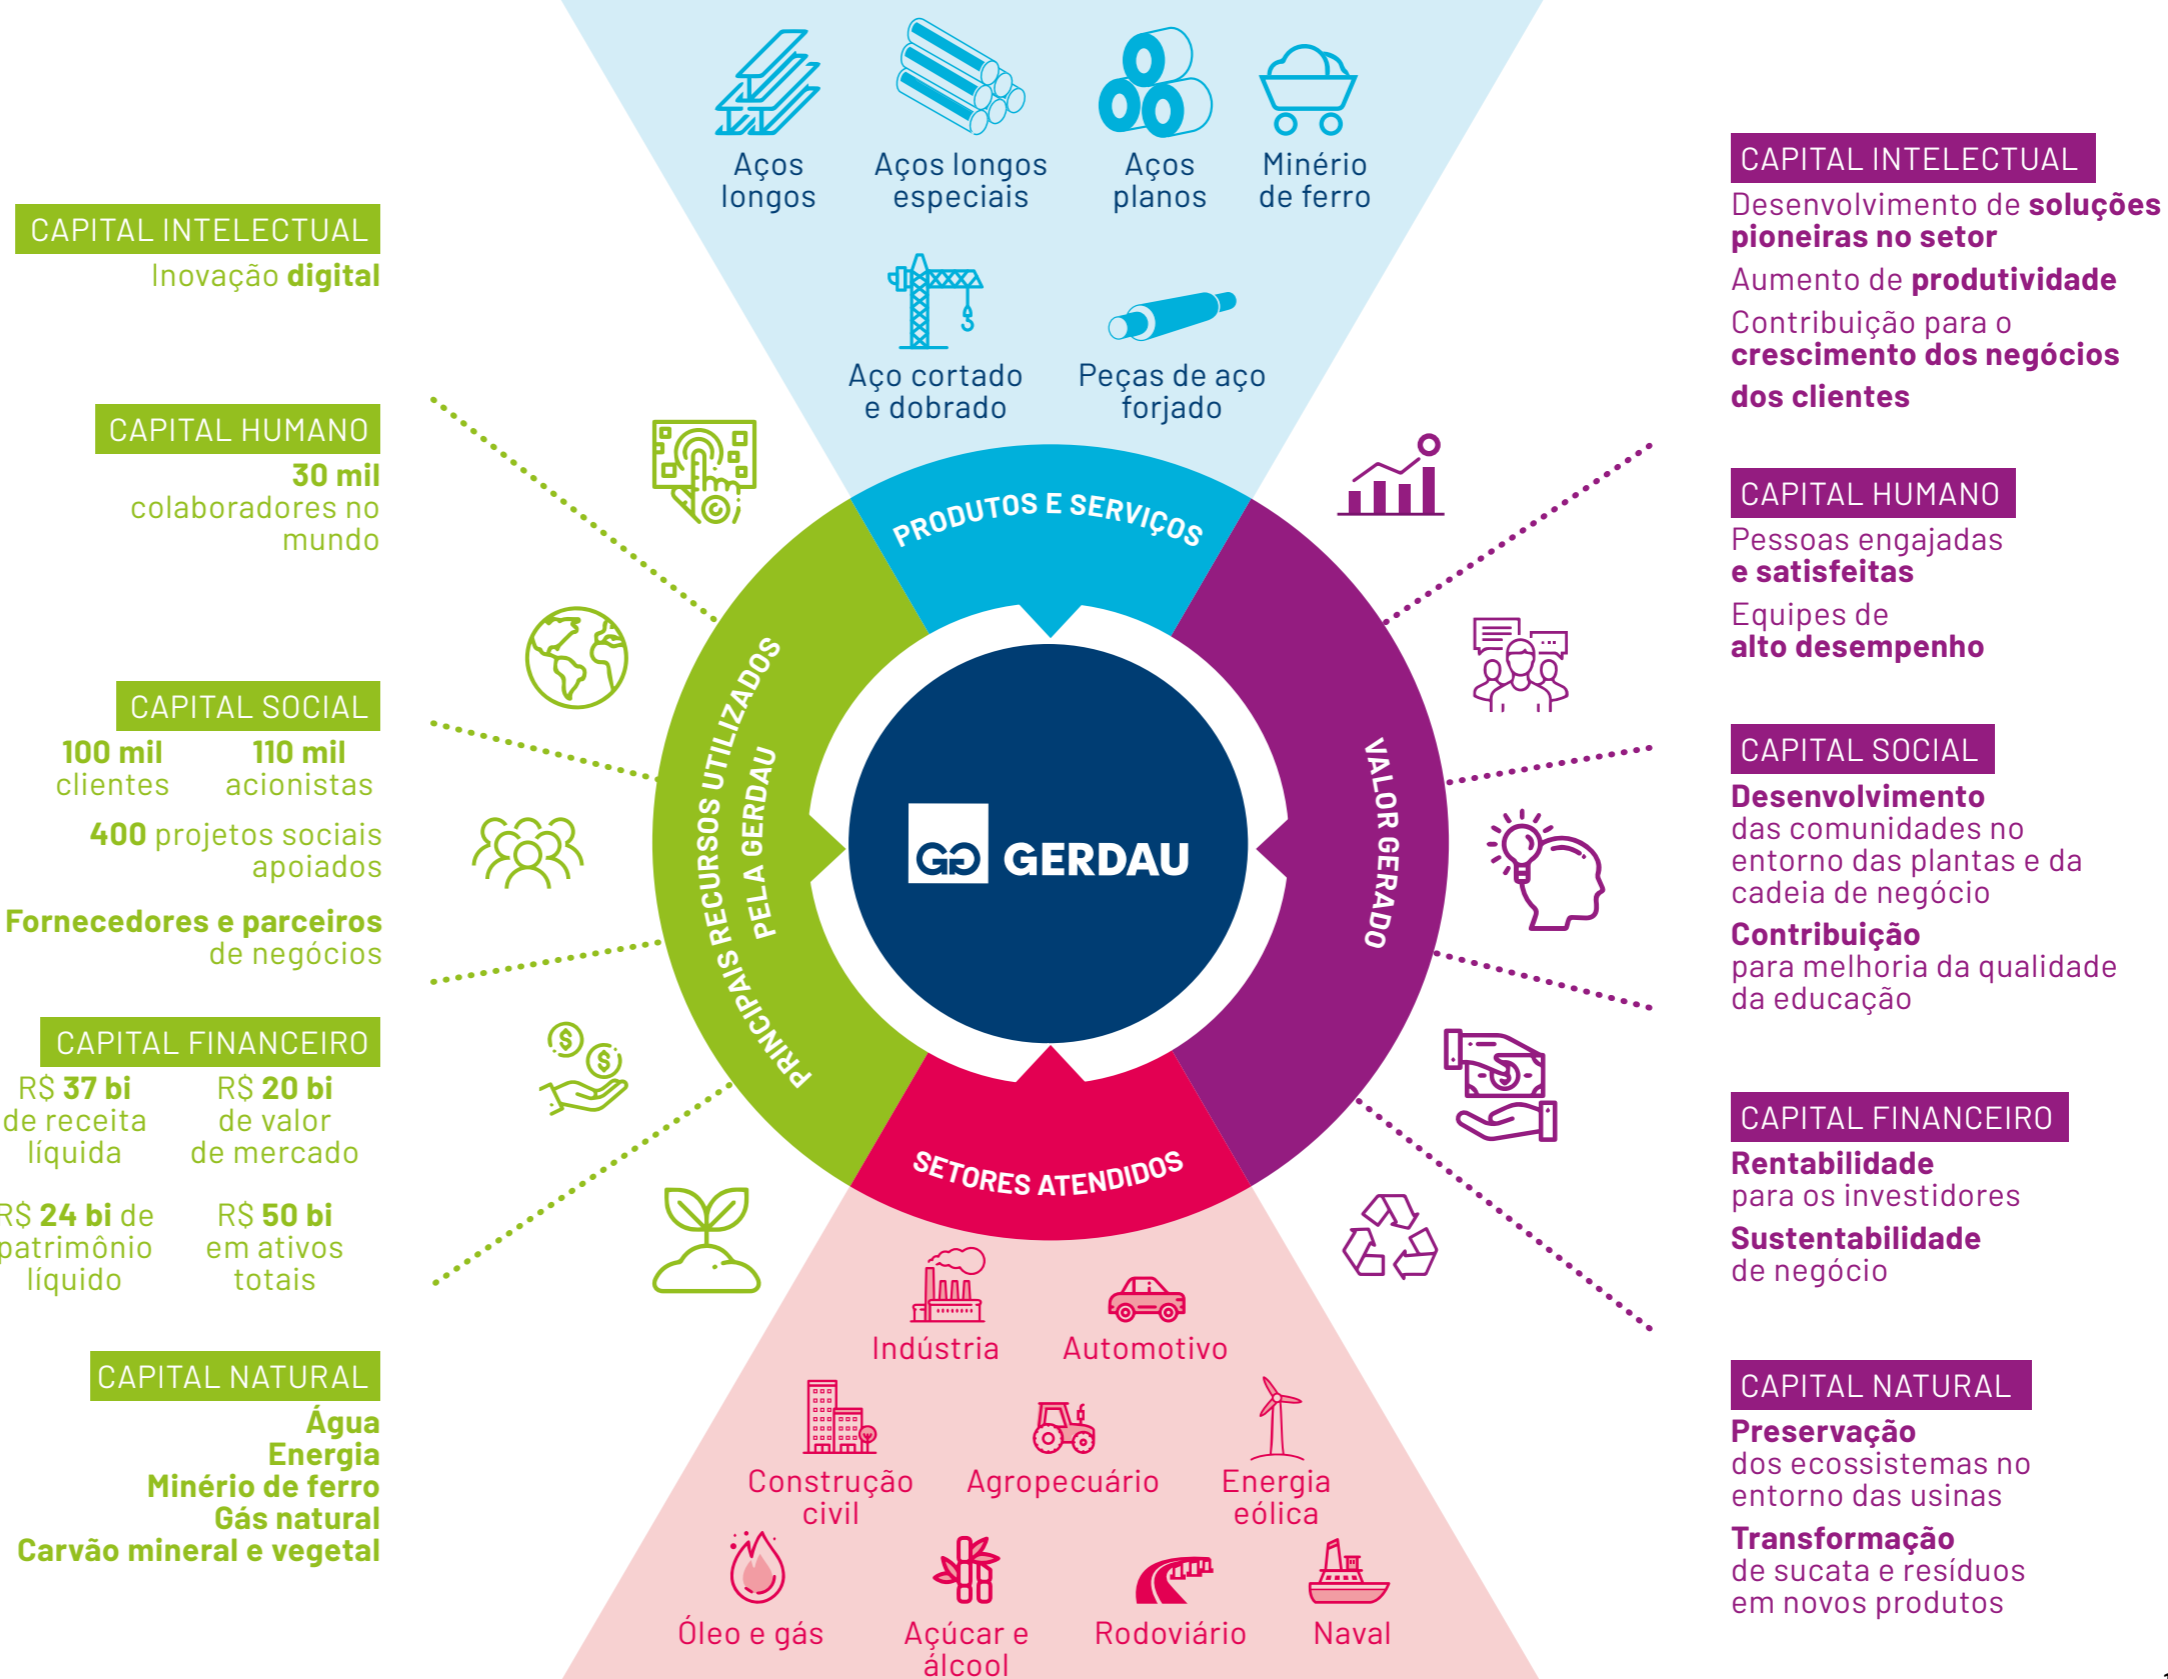 CAPITAL INTELECTUAL
Inovação digital
CAPITAL HUMANO
30 mil
colaboradores no
mundo
CAPITAL SOCIAL
100 mil
clientes
110 mil
acionistas
400 projetos sociais
apoiados
Fornecedores e parceiros
de negócios
CAPITAL FINANCEIRO
R$ 37 bi
de receita
líquida
R$ 20 bi
de valor
de mercado
R$ 24 bi de
patrimônio
líquido
R$ 50 bi
em ativos
totais
CAPITAL NATURAL
Água
Energia
Minério de ferro
Gás natural
Carvão mineral e vegetal
Aços
longos
Aços longos
especiais
Aços
planos
Minério
de ferro
Aço cortado
e dobrado
Peças de aço
forjado
PRODUTOS E SERVIÇOS
PRINCIPAIS RECURSOS UTILIZADOS
PELA GERDAU
GERDAU
VALOR GERADO
SETORES ATENDIDOS
Indústria
Automotivo
Construção
civil
Agropecuário
Energia
eólica
Óleo e gás
Açúcar e
álcool
Rodoviário
Naval
CAPITAL INTELECTUAL
Desenvolvimento de soluções
pioneiras no setor
Aumento de produtividade
Contribuição para o
crescimento dos negócios
dos clientes
CAPITAL HUMANO
Pessoas engajadas
e satisfeitas
Equipes de
alto desempenho
CAPITAL SOCIAL
Desenvolvimento
das comunidades no
entorno das plantas e da
cadeia de negócio
Contribuição
para melhoria da qualidade
da educação
CAPITAL FINANCEIRO
Rentabilidade
para os investidores
Sustentabilidade
de negócio
CAPITAL NATURAL
Preservação
dos ecossistemas no
entorno das usinas
Transformação
de sucata e resíduos
em novos produtos